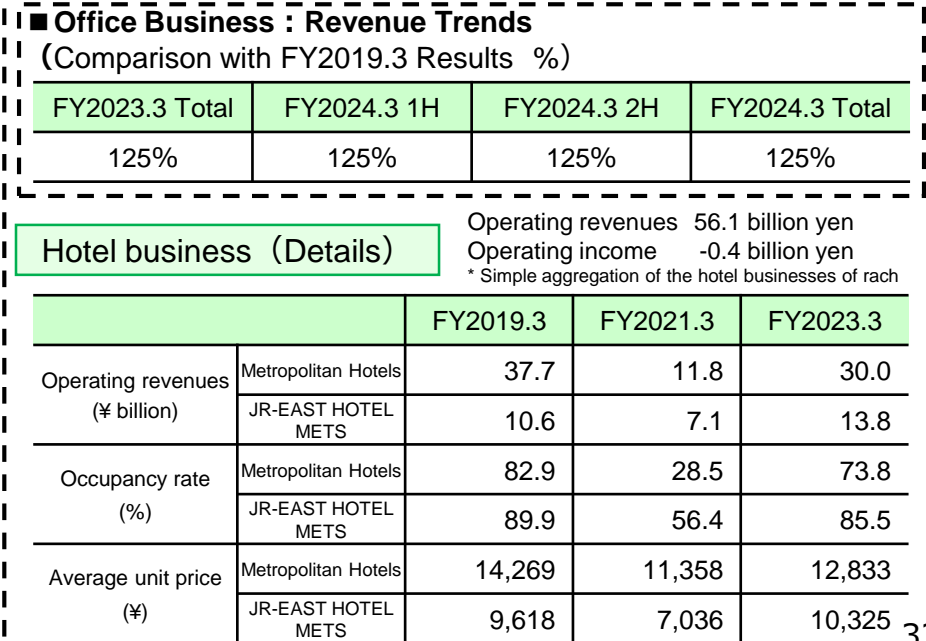 ■ Office Business：Revenue Trends
（Comparison with FY2019.3 Results %）
FY2023.3 Total FY2024.3 1H FY2024.3 2H FY2024.3 Total
125% 125% 125% 125%
Hotel business（Details）
Operating revenues 56.1 billion yen
Operating income -0.4 billion yen
* Simple aggregation of the hotel businesses of rach
FY2019.3 FY2021.3 FY2023.3
Operating revenues
(¥ billion)
Metropolitan Hotels 37.7 11.8 30.0
JR-EAST HOTEL
METS 10.6 7.1 13.8
Occupancy rate
(%)
Metropolitan Hotels 82.9 28.5 73.8
JR-EAST HOTEL
METS 89.9 56.4 85.5
Average unit price
(¥)
Metropolitan Hotels 14,269 11,358 12,833
JR-EAST HOTEL
METS 9,618 7,036 10,325